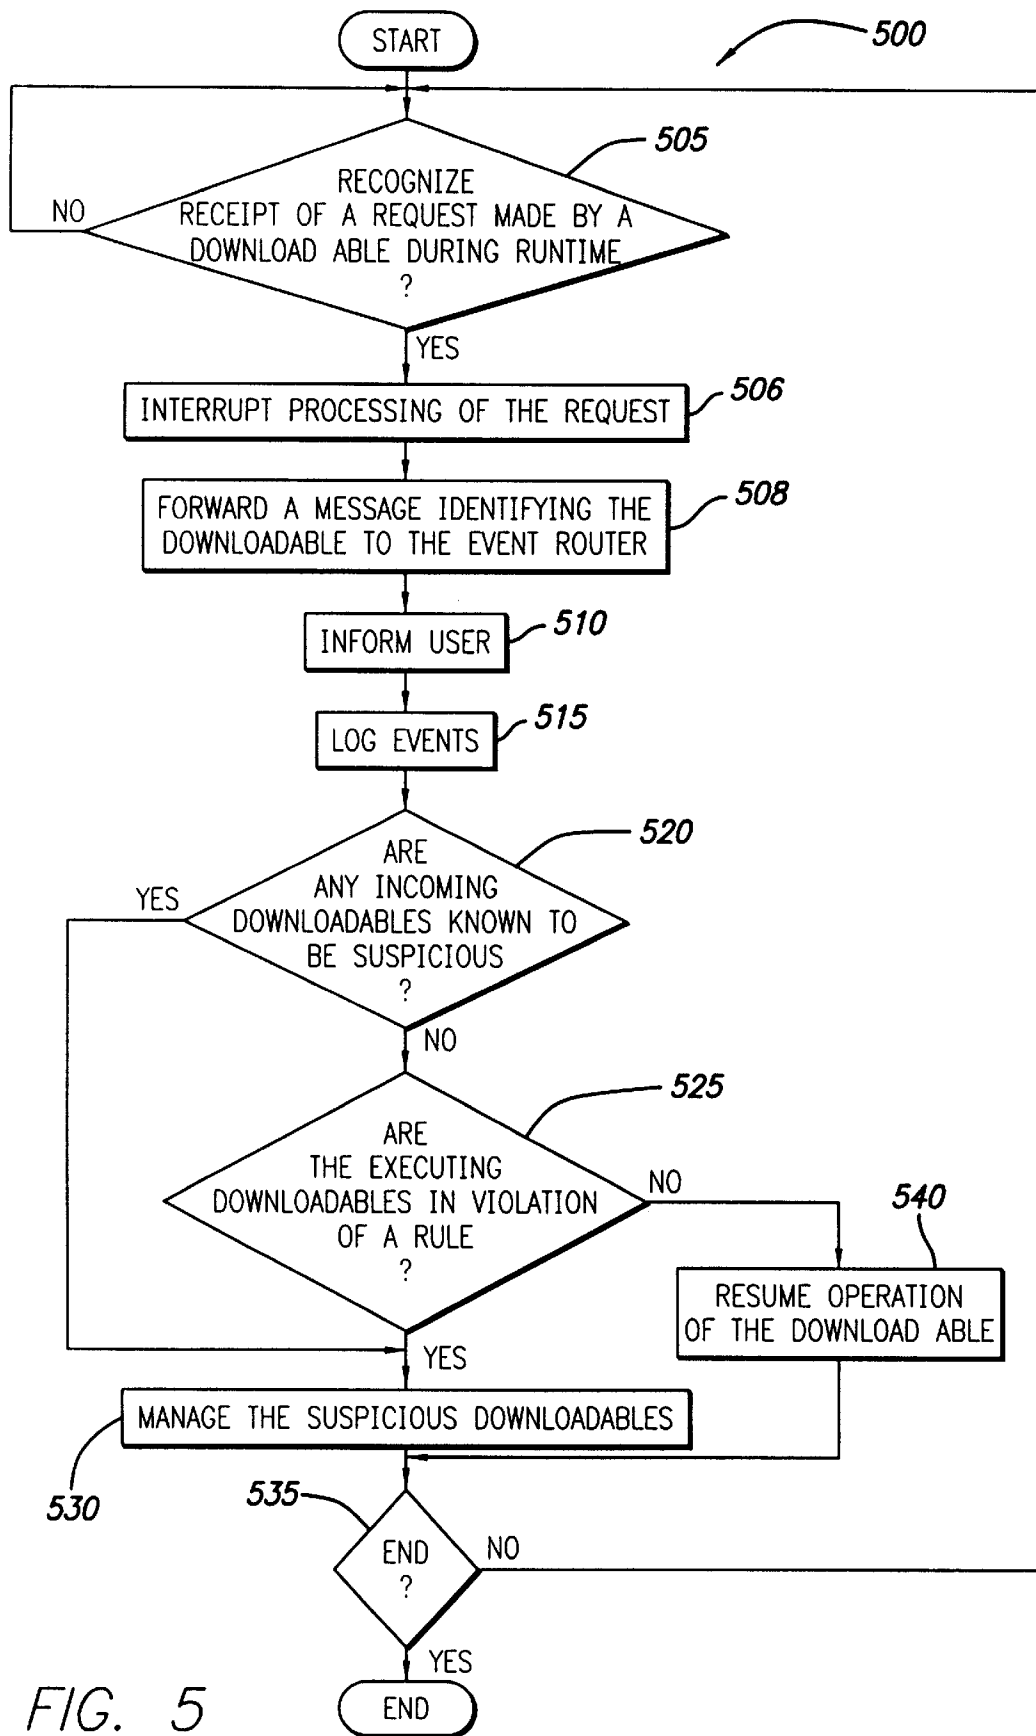 START
500
505
RECOGNIZE
RECEIPT OF A REQUEST MADE BY A
DOWNLOAD ABLE DURING RUNTIME
?
NO
YES
506
INTERRUPT PROCESSING OF THE REQUEST
508
FORWARD A MESSAGE IDENTIFYING THE
DOWNLOADABLE TO THE EVENT ROUTER
510
INFORM USER
515
LOG EVENTS
520
ARE
ANY INCOMING
DOWNLOADABLES KNOWN TO
BE SUSPICIOUS
?
YES
NO
525
ARE
THE EXECUTING
DOWNLOADABLES IN VIOLATION
OF A RULE
?
NO
540
RESUME OPERATION
OF THE DOWNLOAD ABLE
YES
MANAGE THE SUSPICIOUS DOWNLOADABLES
530
535
END
?
NO
YES
END
FIG. 5